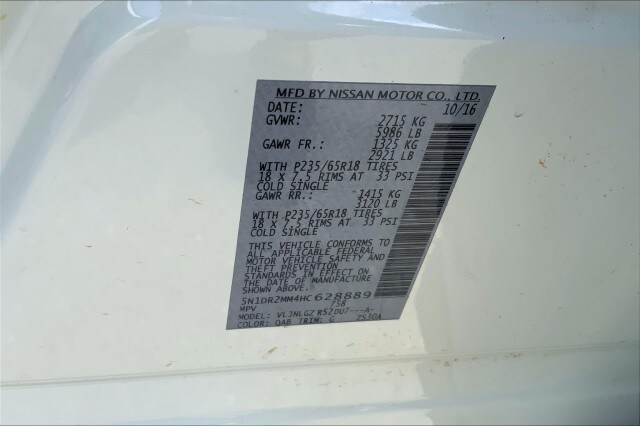 MFD BY NISSAN MOTOR CO., LTD.
DATE: 10/16
GVWR: 2715 KG
5986 LB
GAWR FR.: 1325 KG
2921 LB
WITH P235/65R18 TIRES
18 X 7.5 RIMS AT 33 PSI
COLD SINGLE
GAWR RR.: 1415 KG
3120 LB
WITH P235/65R18 TIRES
18 X 7.5 RIMS AT 33 PSI
COLD SINGLE
THIS VEHICLE CONFORMS TO
ALL APPLICABLE FEDERAL
MOTOR VEHICLE SAFETY AND
THEFT PREVENTION
STANDARDS IN EFFECT ON
DATE SHOWN ABOVE.
5N1DR2MM4HC628889
MPV /58
MODEL:
COLOR: QAB TRIM: G